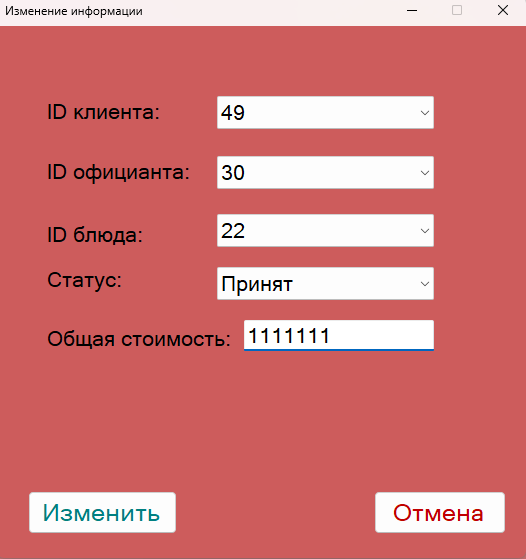 Изменение информации
ID клиента: 49
ID официанта: 30
ID блюда: 22
Статус: Принят
Общая стоимость: 1111111
Изменить Отмена